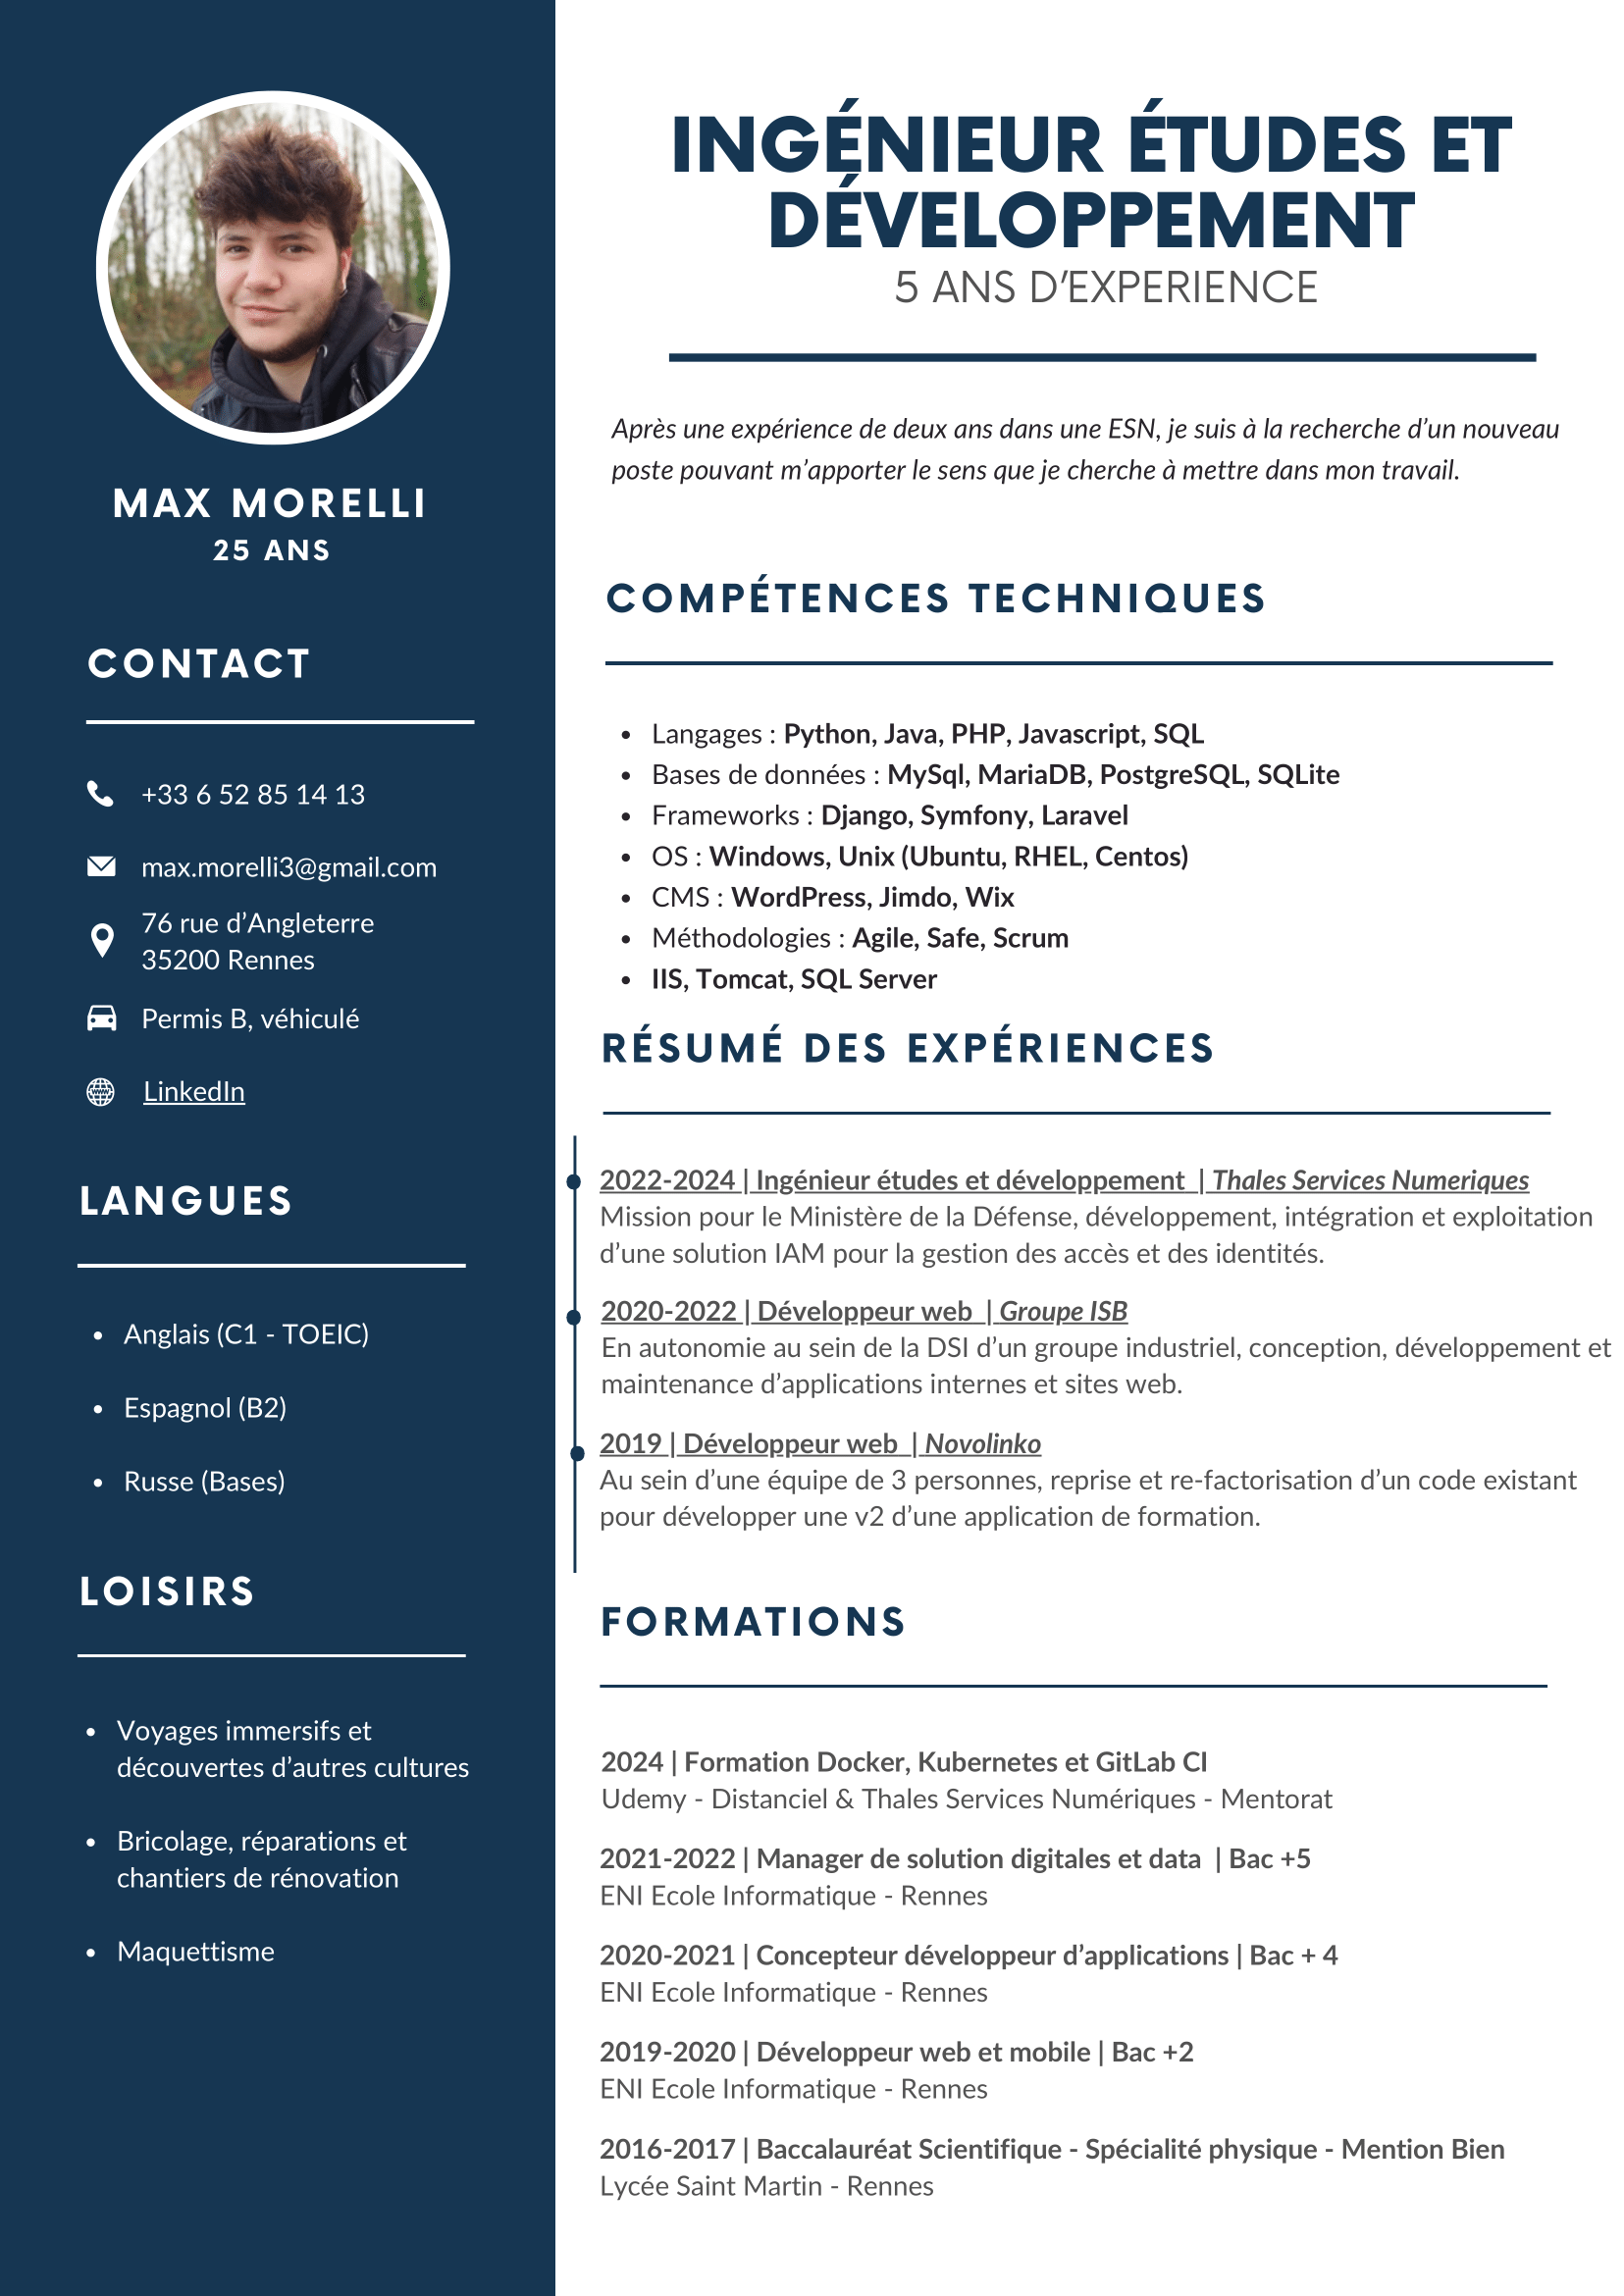 MAX MORELLI
25 ANS
CONTACT
+33 6 52 85 14 13
max.morelli3@gmail.com
76 rue d’Angleterre
35200 Rennes
Permis B, véhiculé
LinkedIn
LANGUES
• Anglais (C1 - TOEIC)
• Espagnol (B2)
• Russe (Bases)
LOISIRS
• Voyages immersifs et
découvertes d’autres cultures
• Bricolage, réparations et
chantiers de rénovation
• Maquettisme
INGÉNIEUR ÉTUDES ET
DÉVELOPPEMENT
5 ANS D’EXPERIENCE
Après une expérience de deux ans dans une ESN, je suis à la recherche d’un nouveau
poste pouvant m’apporter le sens que je cherche à mettre dans mon travail.
COMPÉTENCES TECHNIQUES
• Langages : Python, Java, PHP, Javascript, SQL
• Bases de données : MySql, MariaDB, PostgreSQL, SQLite
• Frameworks : Django, Symfony, Laravel
• OS : Windows, Unix (Ubuntu, RHEL, Centos)
• CMS : WordPress, Jimdo, Wix
• Méthodologies : Agile, Safe, Scrum
• IIS, Tomcat, SQL Server
RÉSUMÉ DES EXPÉRIENCES
2022-2024 | Ingénieur études et développement | Thales Services Numeriques
Mission pour le Ministère de la Défense, développement, intégration et exploitation
d’une solution IAM pour la gestion des accès et des identités.
2020-2022 | Développeur web | Groupe ISB
En autonomie au sein de la DSI d’un groupe industriel, conception, développement et
maintenance d’applications internes et sites web.
2019 | Développeur web | Novolinko
Au sein d’une équipe de 3 personnes, reprise et re-factorisation d’un code existant
pour développer une v2 d’une application de formation.
FORMATIONS
2024 | Formation Docker, Kubernetes et GitLab CI
Udemy - Distanciel & Thales Services Numériques - Mentorat
2021-2022 | Manager de solution digitales et data | Bac +5
ENI Ecole Informatique - Rennes
2020-2021 | Concepteur développeur d’applications | Bac + 4
ENI Ecole Informatique - Rennes
2019-2020 | Développeur web et mobile | Bac +2
ENI Ecole Informatique - Rennes
2016-2017 | Baccalauréat Scientifique - Spécialité physique - Mention Bien
Lycée Saint Martin - Rennes